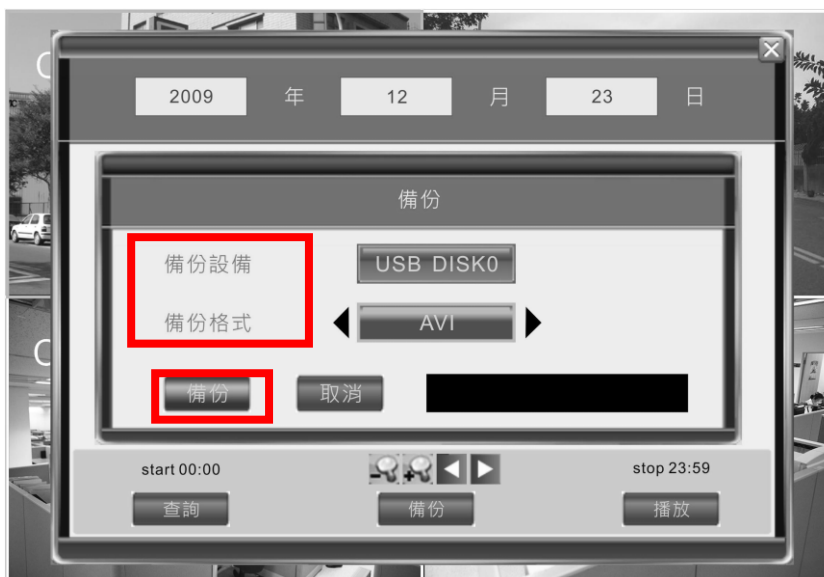 2009 年 12 月 23 日
備份
備份設備 USB DISK0
備份格式 AVI
備份 取消
start 00:00 stop 23:59
查詢 備份 播放